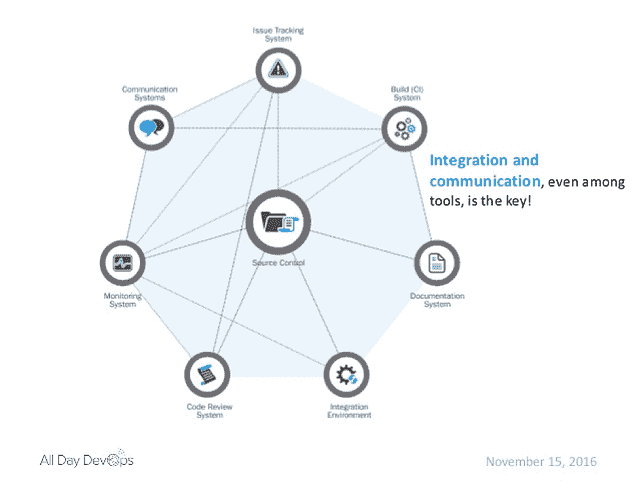 Issue Tracking
System
Communication
Systems
Build (CI)
System
Integration and
communication, even among
tools, is the key!
Source Control
Monitoring
System
Documentation
System
Code Review
System
Integration
Environment
All Day DevOps
November 15, 2016